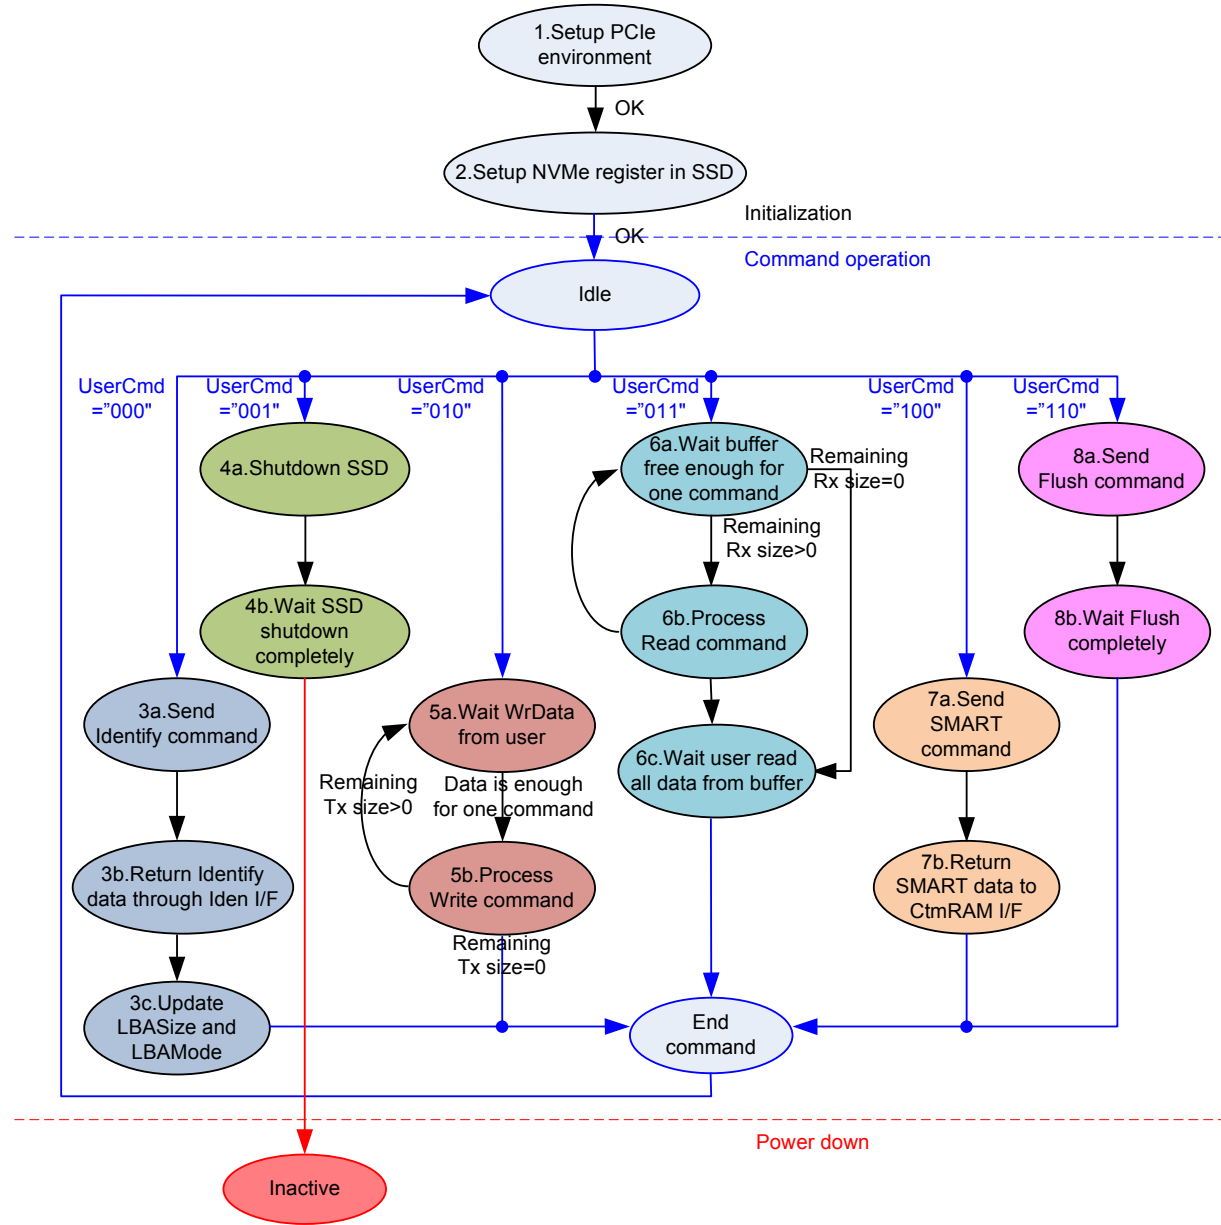 1.Setup PCIe
environment
OK
2.Setup NVMe register in SSD
Initialization
OK
Command operation
Idle
UserCmd
="000"
UserCmd
="001"
UserCmd
="010"
UserCmd
="011"
UserCmd
="100"
UserCmd
="110"
4a.Shutdown SSD
6a.Wait buffer
free enough for
one command
Remaining
Rx size=0
8a.Send
Flush command
Remaining
Rx size>0
4b.Wait SSD
shutdown
completely
6b.Process
Read command
8b.Wait Flush
completely
3a.Send
Identify command
5a.Wait WrData
from user
6c.Wait user read
all data from buffer
7a.Send
SMART
command
Remaining
Tx size>0
Data is enough
for one command
3b.Return Identify
data through Iden I/F
5b.Process
Write command
7b.Return
SMART data to
CtmRAM I/F
Remaining
Tx size=0
3c.Update
LBASize and
LBAMode
End
command
Power down
Inactive